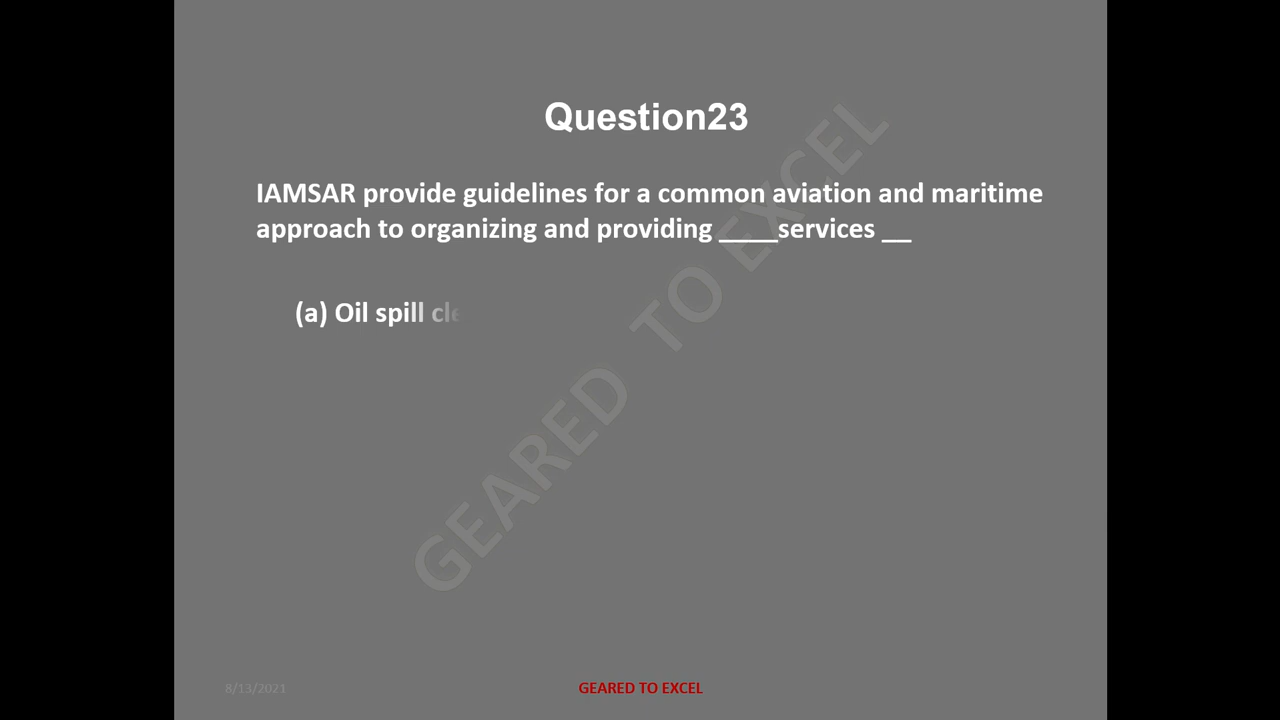 Question23
IAMSAR provide guidelines for a common aviation and maritime
approach to organizing and providing ____services __
(a) Oil spill
GEARED TO EXCEL
8/13/2021
GEARED TO EXCEL